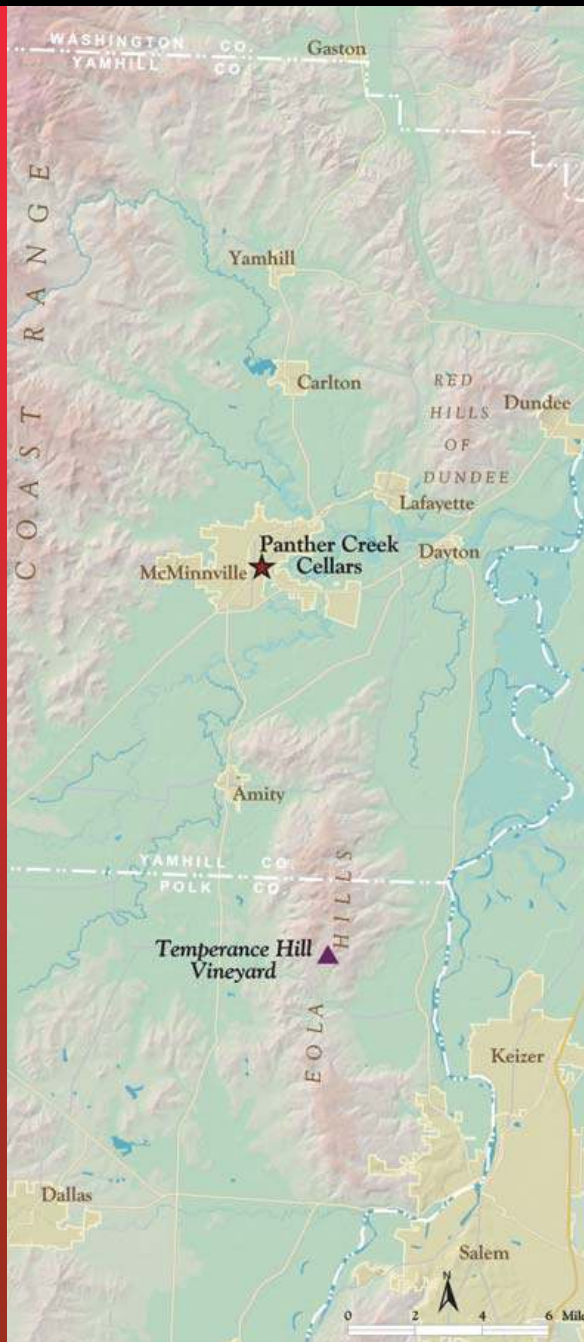 WASHINGTON CO.
YAMHILL CO.
Gaston
COAST RANGE
Yamhill
Carlton
RED
HILLS
OF
DUNDEE
Dundee
Lafayette
Panther Creek
Cellars
Dayton
McMinnville
Amity
YAMHILL CO.
POLK CO.
EOLA HILLS
Temperance Hill
Vineyard
Keizer
Dallas
Salem
N
0 2 4 6 Mile